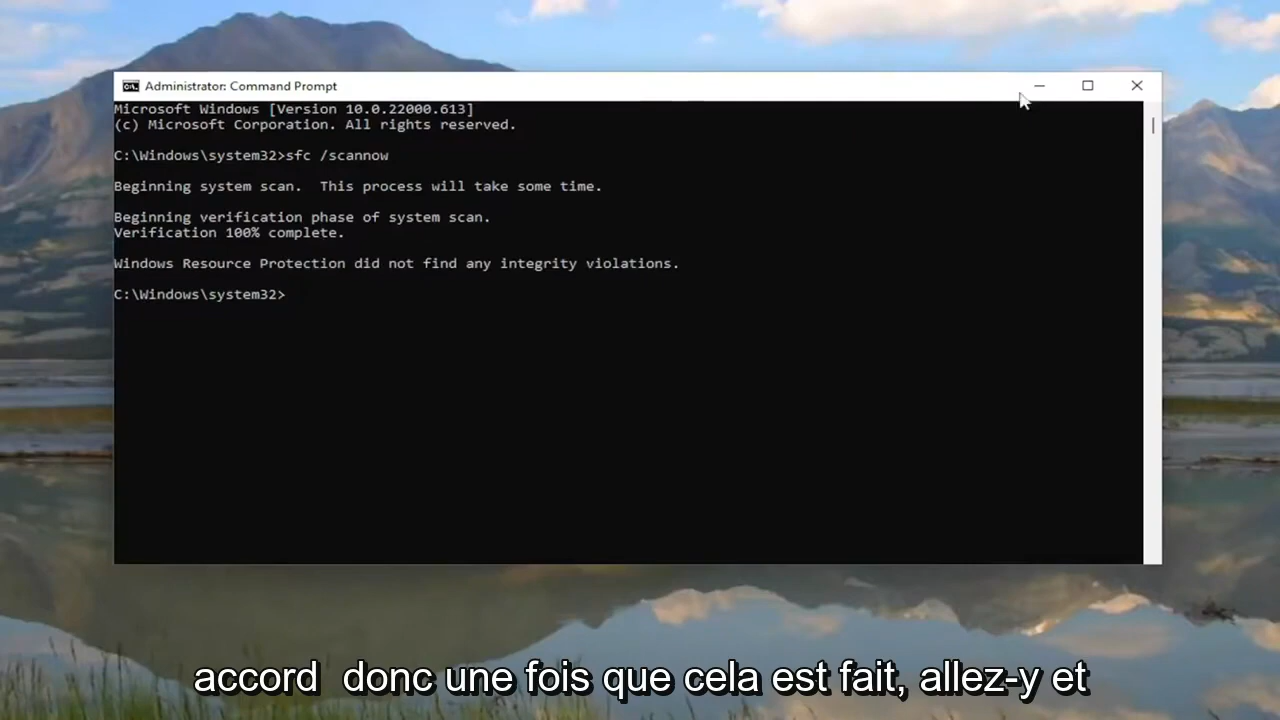 Administrator: Command Prompt
Microsoft Windows [Version 10.0.22000.613]
(c) Microsoft Corporation. All rights reserved.
C:\Windows\system32>sfc /scannow
Beginning system scan.  This process will take some time.
Beginning verification phase of system scan.
Verification 100% complete.
Windows Resource Protection did not find any integrity violations.
C:\Windows\system32>
accord  donc une fois que cela est fait, allez-y et